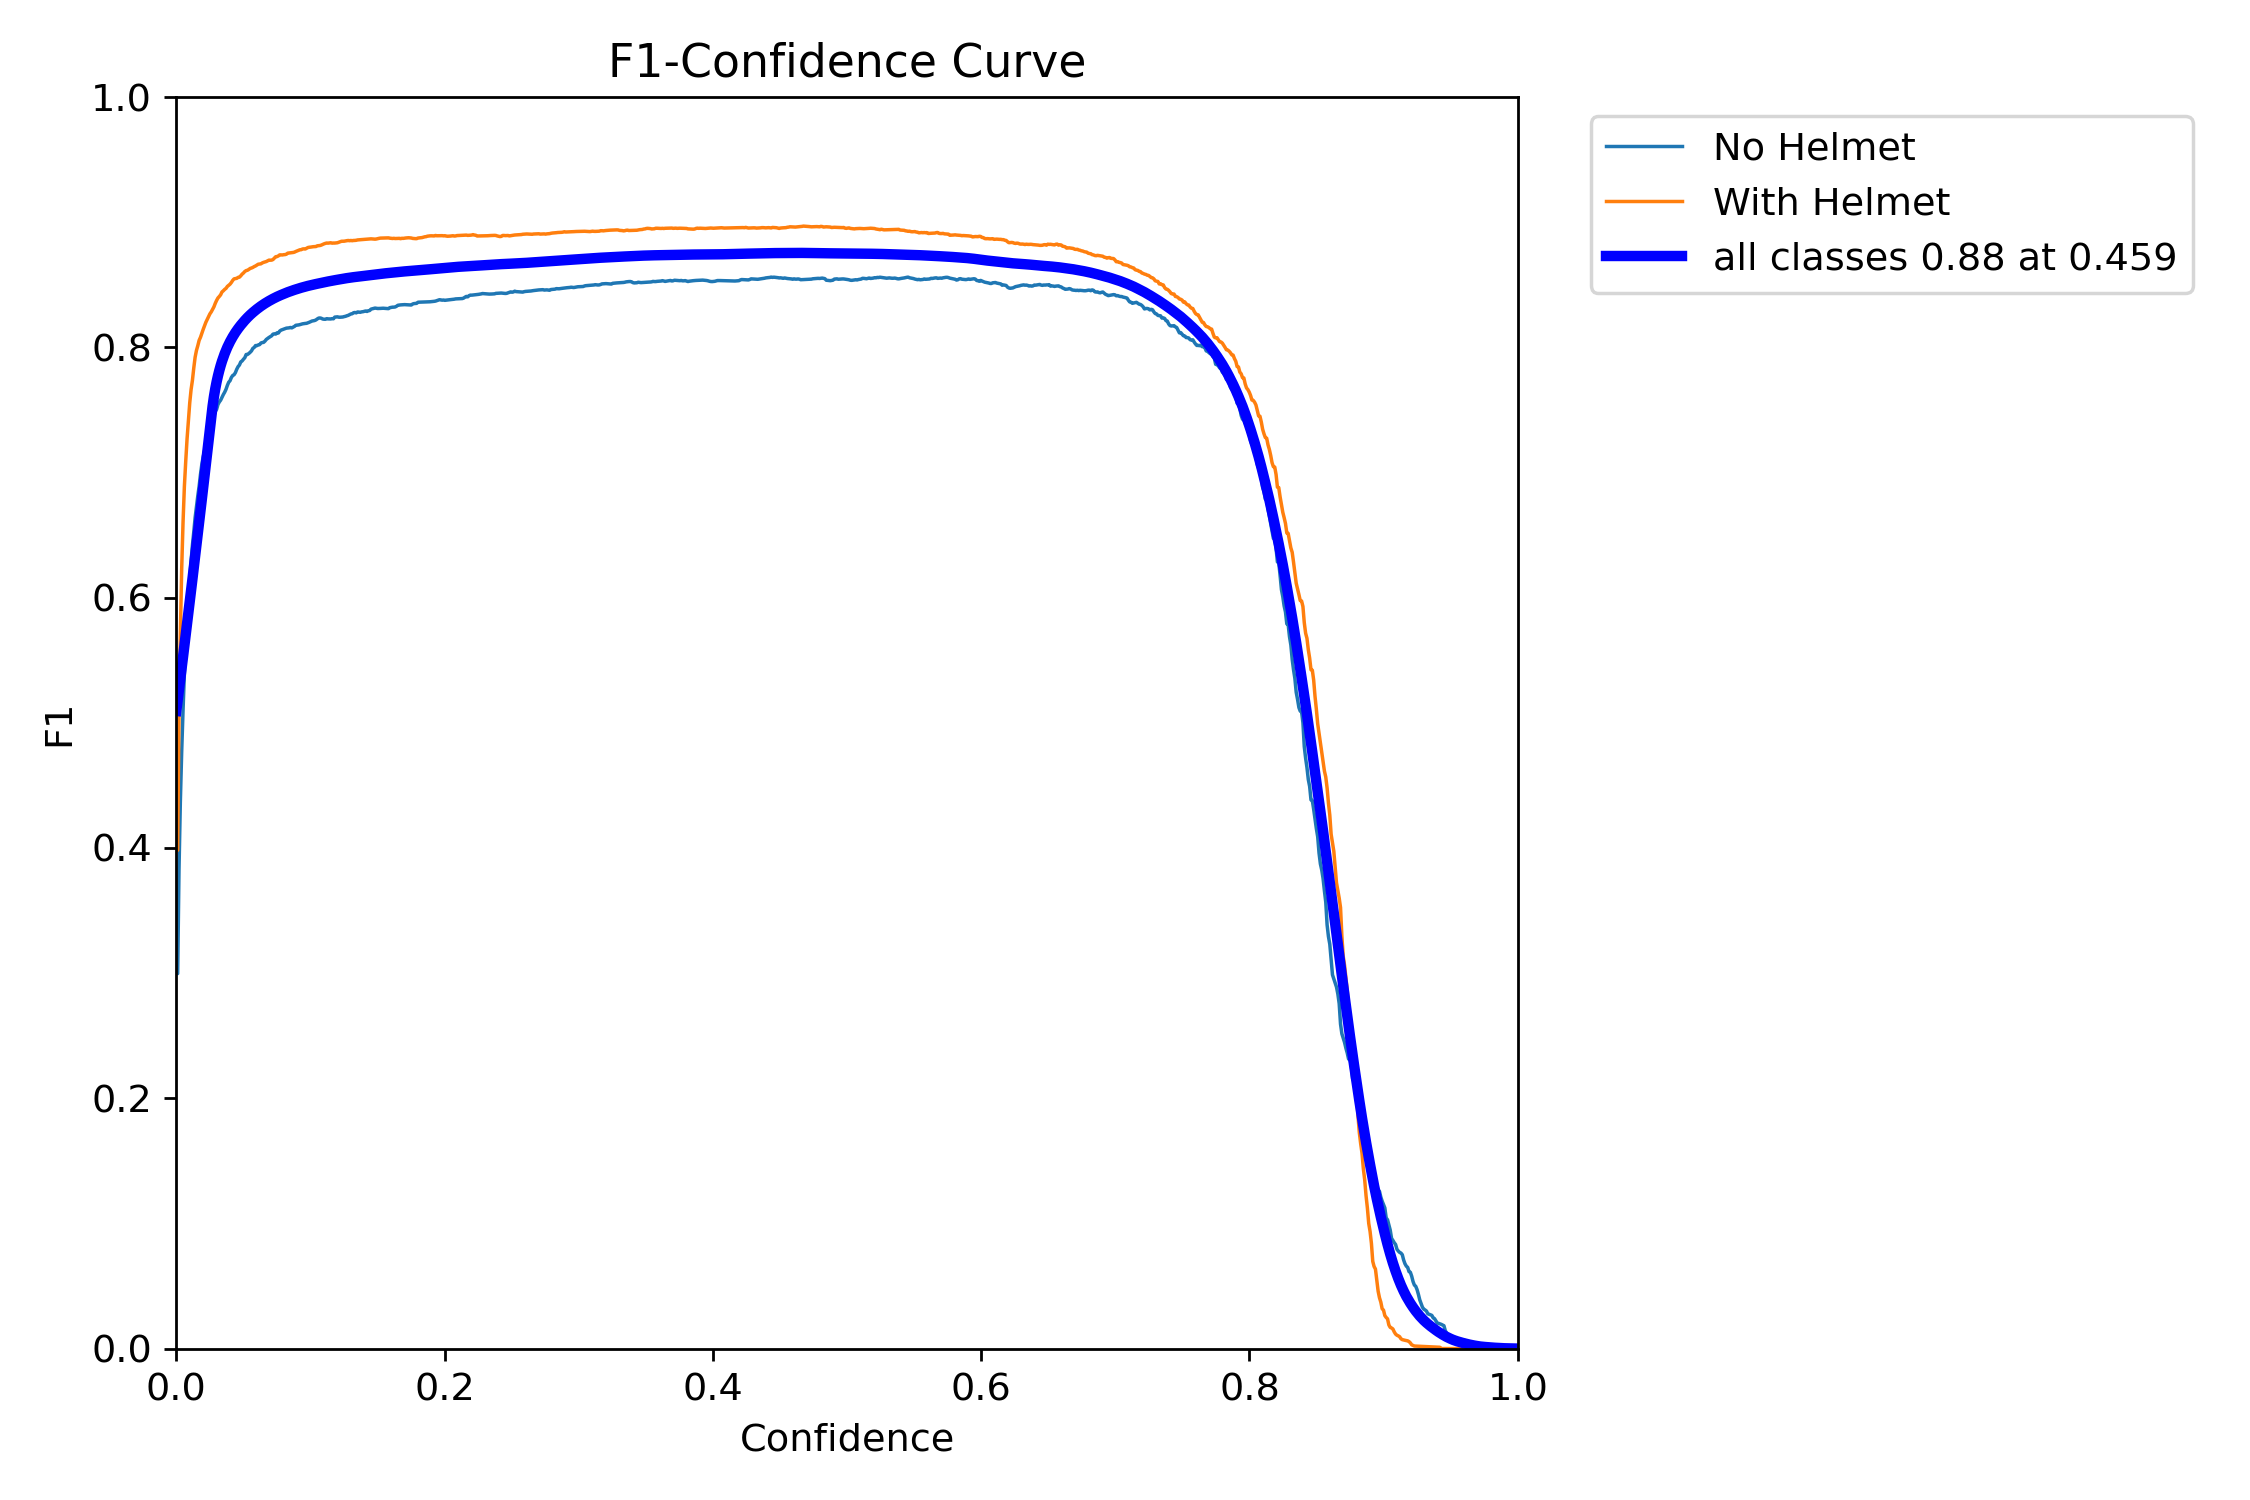 F1-Confidence Curve
1.0
0.8
0.6
0.4
0.2
0.0
F1
0.0 0.2 0.4 0.6 0.8 1.0
Confidence
No Helmet
With Helmet
all classes 0.88 at 0.459